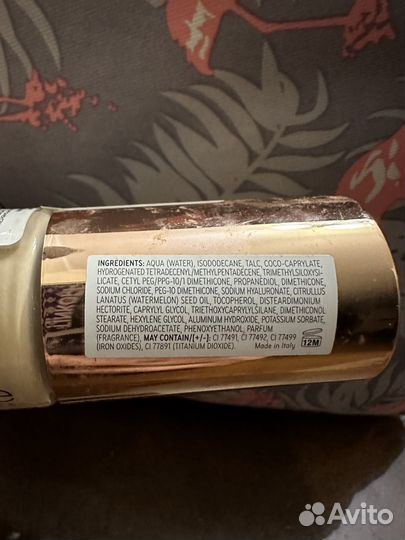 INGREDIENTS: AQUA (WATER), ISODODECANE, TALC, COCO-CAPRYLATE,
HYDROGENATED TETRADECENYL/METHYLPENTADECENE, TRIMETHYLSILOXYSI-
LICATE, CETYL PEG/PPG-10/1 DIMETHICONE, PROPANEDIOL, DIMETHICONE,
SODIUM CHLORIDE, PEG-10 DIMETHICONE, SODIUM HYALURONATE, CITRULLUS
LANATUS (WATERMELON) SEED OIL, TOCOPHEROL, DISTEARDIMONIUM
HECTORITE, CAPRYLYL GLYCOL, TRIETHOXYCAPRYLYLSILANE, DIMETHICONOL
STEARATE, HEXYLENE GLYCOL, ALUMINUM HYDROXIDE, POTASSIUM SORBATE,
SODIUM DEHYDROACETATE, PHENOXYETHANOL, PARFUM
(FRAGRANCE), MAY CONTAIN/[+/-]: CI 77491, CI 77492, CI 77499
(IRON OXIDES), CI 77891 (TITANIUM DIOXIDE). Made in Italy
12M
Avito